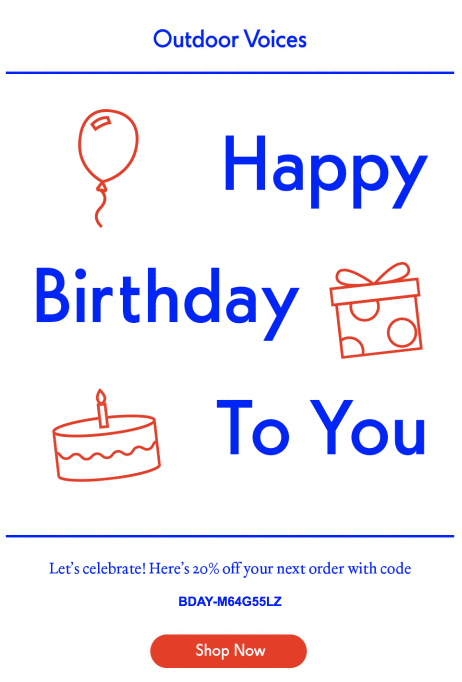 Outdoor Voices
Happy
Birthday
To You
Let's celebrate! Here's 20% off your next order with code
BDAY-M64G55LZ
Shop Now